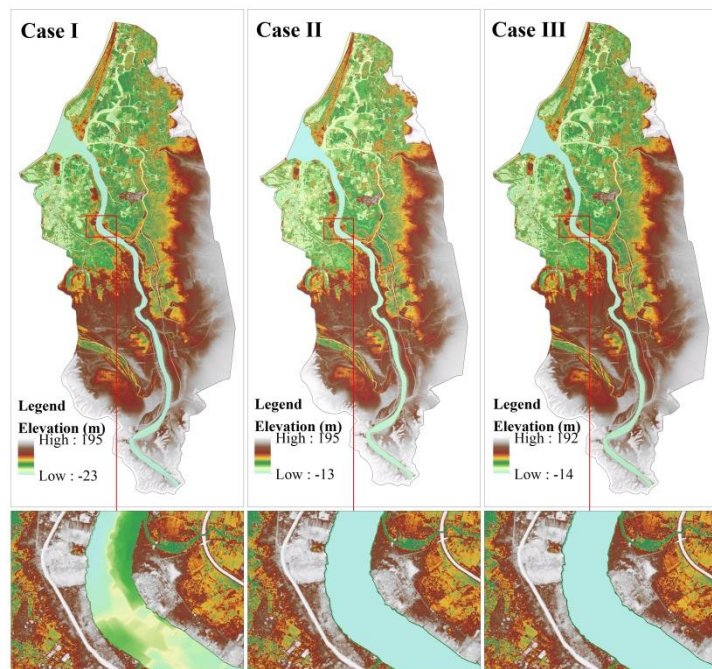 Case I
Case II
Case III
Legend
Elevation (m)
High : 195
Low : -23
Legend
Elevation (m)
High : 195
Low : -13
Legend
Elevation (m)
High : 192
Low : -14